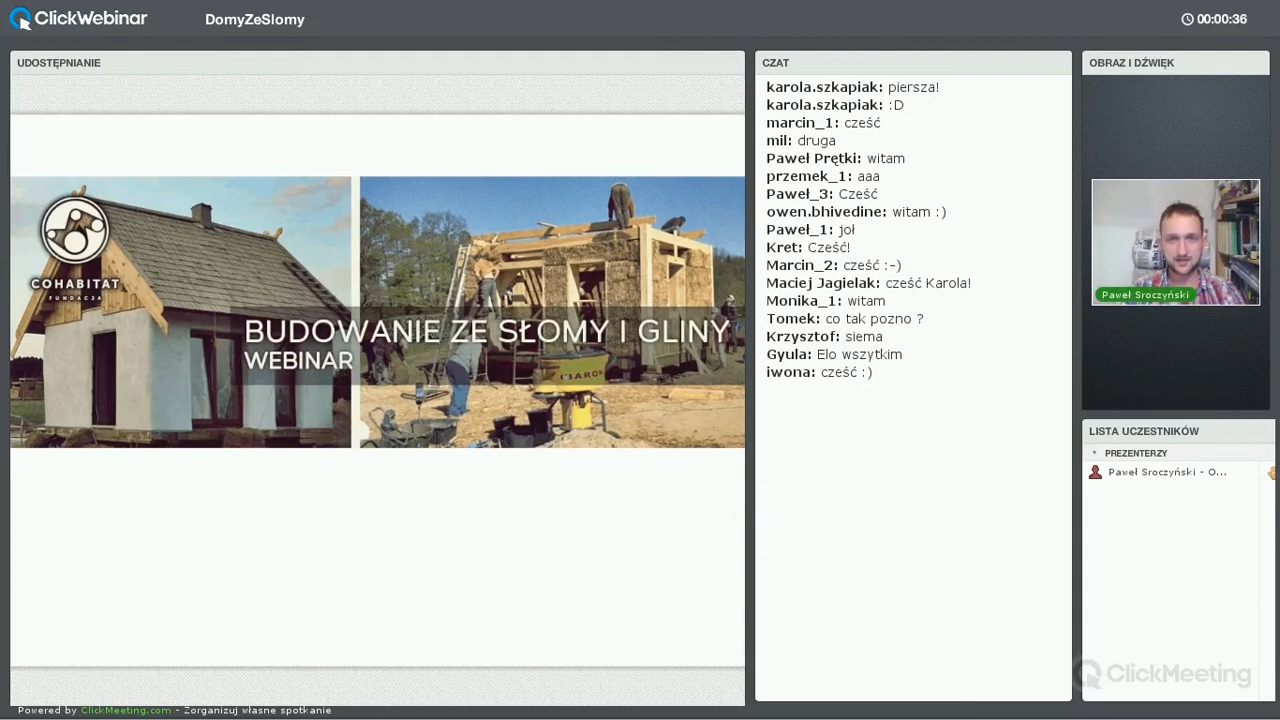 ClickWebinar
DomyZeSlomy
00:00:36
UDOSTĘPNIANIE
COHABITAT
FUNDACJA
BUDOWANIE ZE SŁOMY I GLINY
WEBINAR
CZAT
karola.szkapiak: piersza!
karola.szkapiak: :D
marcin_1: cześć
mil: druga
Paweł Prętki: witam
przemek_1: aaa
Paweł_3: Cześć
owen.bhivedine: witam :)
Paweł_1: joł
Kret: Cześć!
Marcin_2: cześć :-)
Maciej Jagielak: cześć Karola!
Monika_1: witam
Tomek: co tak pozno ?
Krzysztof: siema
Gyula: Elo wszytkim
iwona: cześć :)
OBRAZ I DŹWIĘK
Paweł Sroczyński
LISTA UCZESTNIKÓW
PREZENTERZY
Paweł Sroczyński - O...
ClickMeeting
Powered by ClickMeeting.com - Zorganizuj własne spotkanie